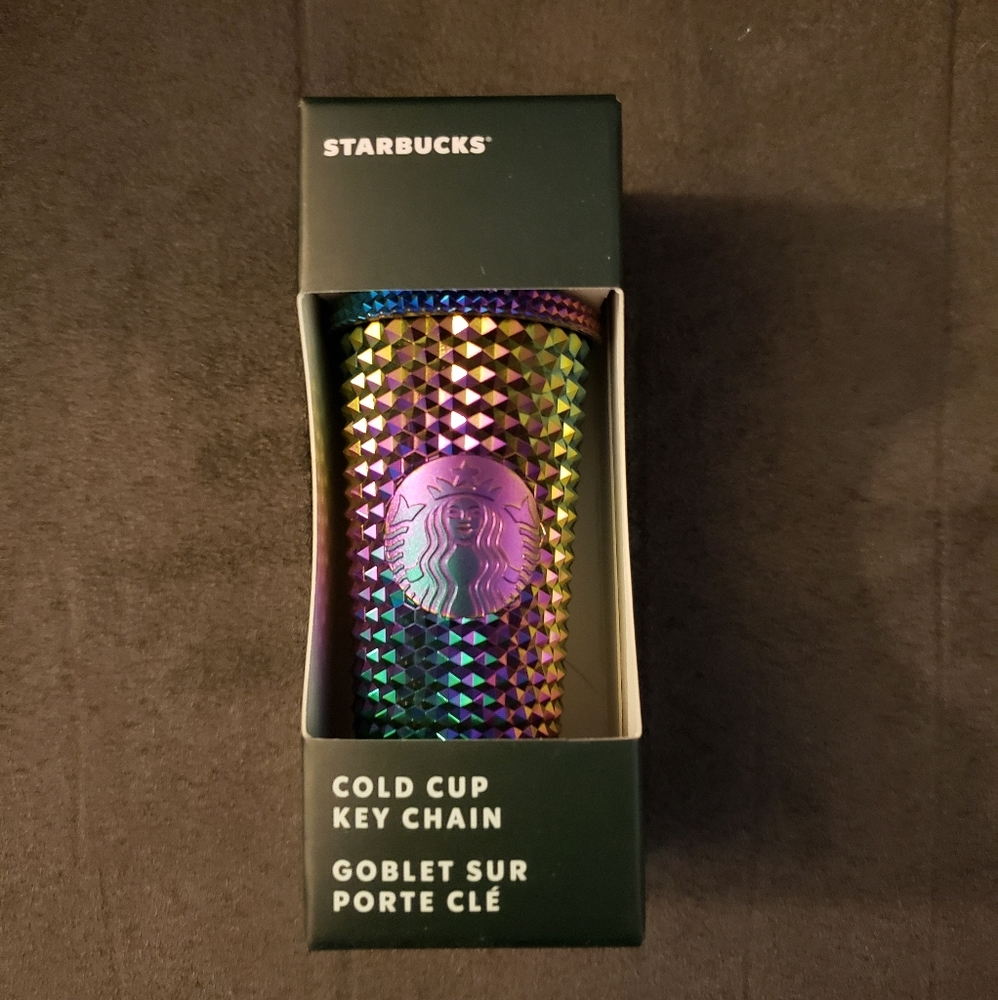 STARBUCKS®
COLD CUP
KEY CHAIN
GOBLET SUR
PORTE CLÉ